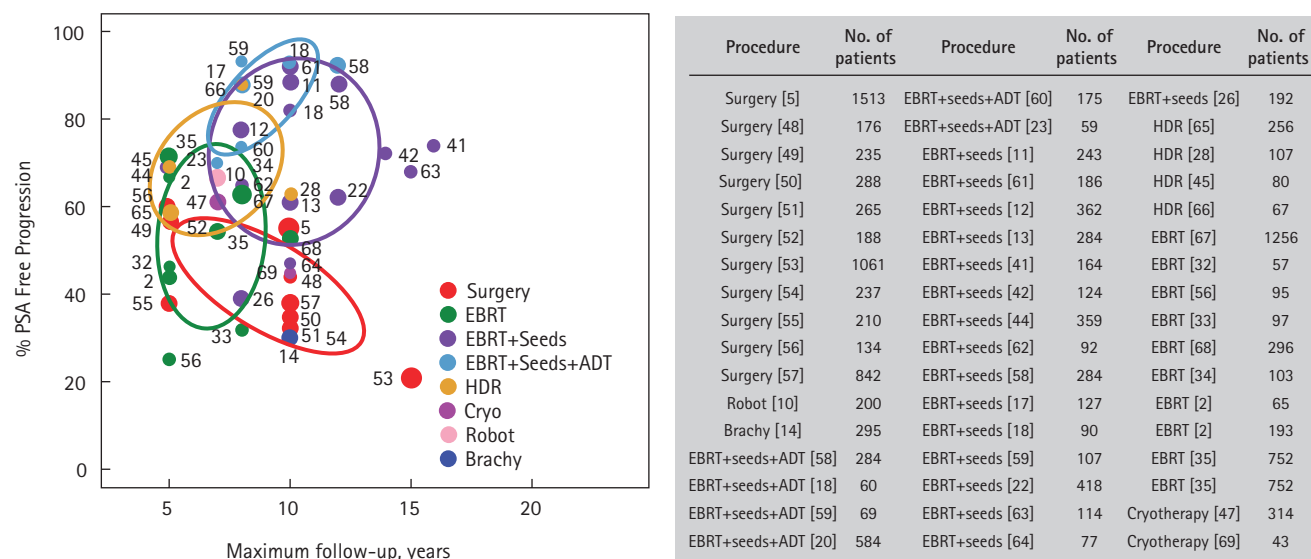 % PSA Free Progression
100
80
60
40
20
0
5
10
15
20
Maximum follow-up, years
59
18
17
59
61
58
66
11
20
58
18
35
12
45
23
60
41
34
42
44
2
10
63
62
56
47
67
28
22
13
65
49
52
35
5
68
32
64
2
69
48
55
26
57
50
33
51
54
14
56
53
Surgery
EBRT
EBRT+Seeds
EBRT+Seeds+ADT
HDR
Cryo
Robot
Brachy
Procedure No. of patients Procedure No. of patients Procedure No. of patients
Surgery [5] 1513 EBRT+seeds+ADT [60] 175 EBRT+seeds [26] 192
Surgery [48] 176 EBRT+seeds+ADT [23] 59 HDR [65] 256
Surgery [49] 235 EBRT+seeds [11] 243 HDR [28] 107
Surgery [50] 288 EBRT+seeds [61] 186 HDR [45] 80
Surgery [51] 265 EBRT+seeds [12] 362 HDR [66] 67
Surgery [52] 188 EBRT+seeds [13] 284 EBRT [67] 1256
Surgery [53] 1061 EBRT+seeds [41] 164 EBRT [32] 57
Surgery [54] 237 EBRT+seeds [42] 124 EBRT [56] 95
Surgery [55] 210 EBRT+seeds [44] 359 EBRT [33] 97
Surgery [56] 134 EBRT+seeds [62] 92 EBRT [68] 296
Surgery [57] 842 EBRT+seeds [58] 284 EBRT [34] 103
Robot [10] 200 EBRT+seeds [17] 127 EBRT [2] 65
Brachy [14] 295 EBRT+seeds [18] 90 EBRT [2] 193
EBRT+seeds+ADT [58] 284 EBRT+seeds [59] 107 EBRT [35] 752
EBRT+seeds+ADT [18] 60 EBRT+seeds [22] 418 EBRT [35] 752
EBRT+seeds+ADT [59] 69 EBRT+seeds [63] 114 Cryotherapy [47] 314
EBRT+seeds+ADT [20] 584 EBRT+seeds [64] 77 Cryotherapy [69] 43